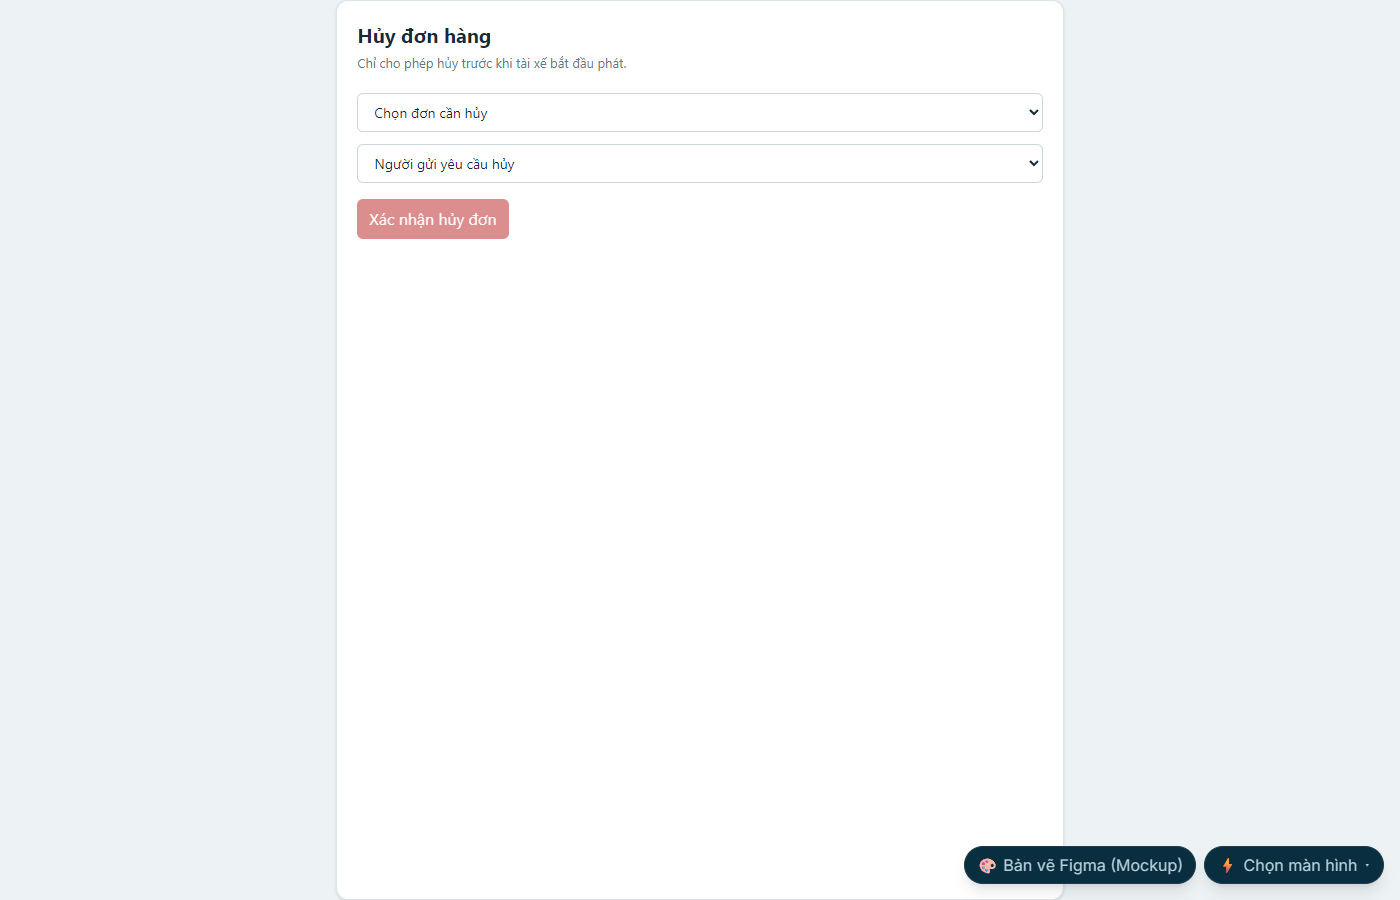 Hủy đơn hàng
Chỉ cho phép hủy trước khi tài xế bắt đầu phát.
Chọn đơn cần hủy
Người gửi yêu cầu hủy
Xác nhận hủy đơn
Bản vẽ Figma (Mockup)
Chọn màn hình